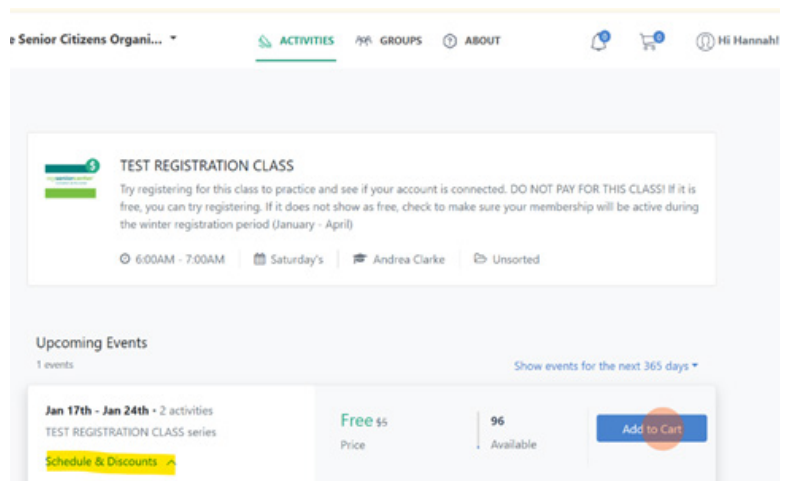 e Senior Citizens Organi...
ACTIVITIES
GROUPS
ABOUT
0
0
Hi Hannah!
$
TEST REGISTRATION CLASS
Try registering for this class to practice and see if your account is connected. DO NOT PAY FOR THIS CLASS! If it is
free, you can try registering. If it does not show as free, check to make sure your membership will be active during
the winter registration period (January - April)
6:00AM - 7:00AM
Saturday's
Andrea Clarke
Unsorted
Upcoming Events
1 events
Show events for the next 365 days
Jan 17th - Jan 24th • 2 activities
TEST REGISTRATION CLASS series
Schedule & Discounts
Free $5
Price
96
Available
Add to Cart